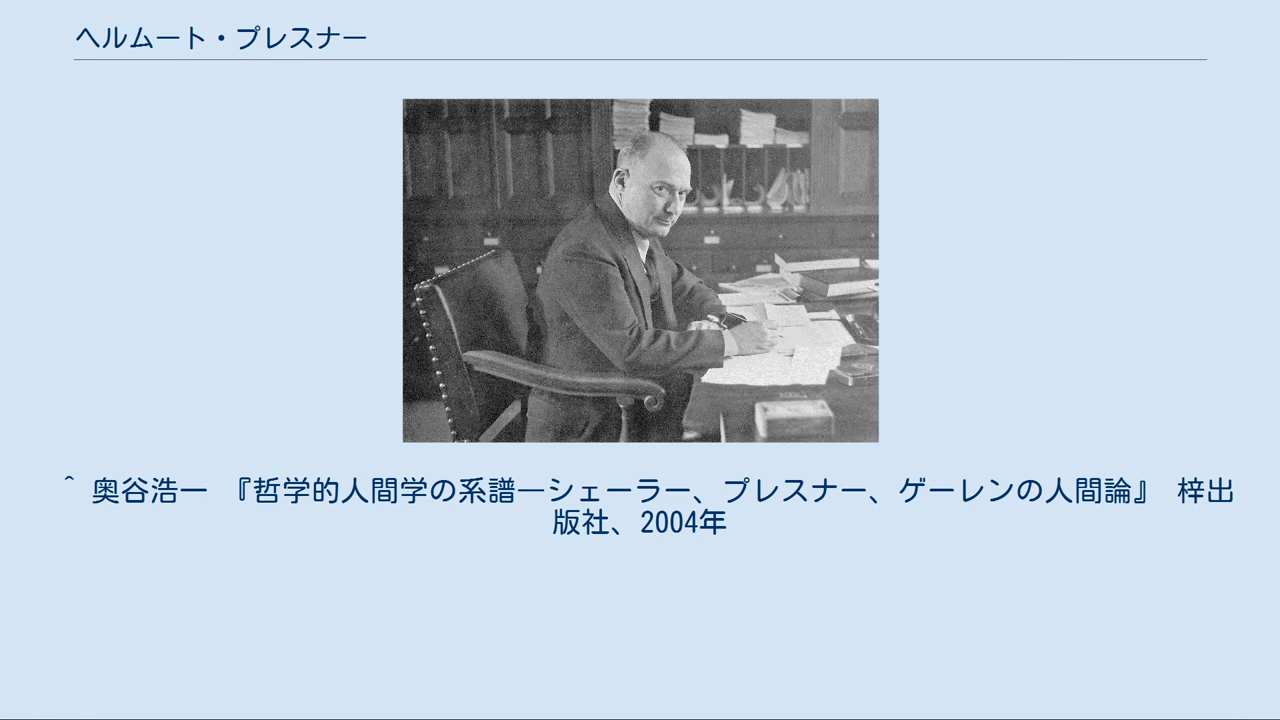 ヘルムート・プレスナー
^ 奥谷浩一 『哲学的人間学の系譜―シェーラー、プレスナー、ゲーレンの人間論』 梓出
版社、2004年